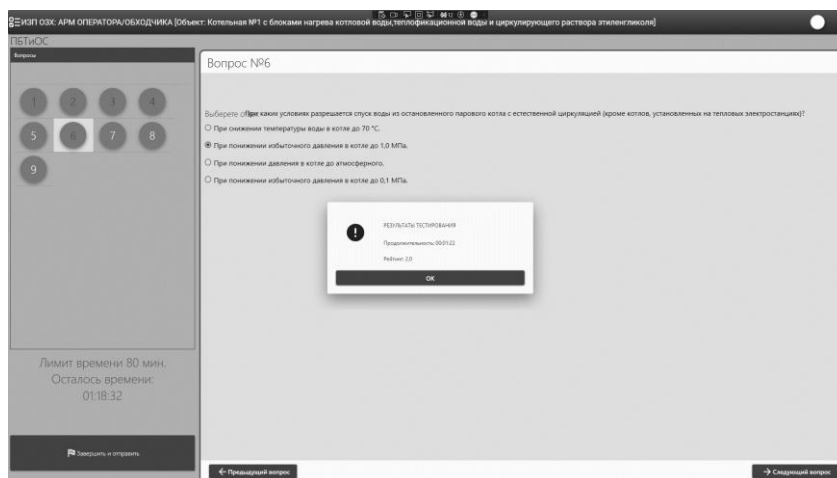 ИЗП ОЗХ: АРМ ОПЕРАТОРА/ОБХОДЧИКА [Объект: Котельная №1 с блоками нагрева котловой воды,теплофикационной воды и циркулирующего раствора этиленгликоля]
ПБТиОС
Вопросы
Вопрос №6
1 2 3 4
5 6 7 8
9
Выберете При каких условиях разрешается спуск воды из остановленного парового котла с естественной циркуляцией (кроме котлов, установленных на тепловых электростанциях)?
При снижении температуры воды в котле до 70 °С.
При понижении избыточного давления в котле до 1,0 МПа.
При понижении давления в котле до атмосферного.
При понижении избыточного давления в котле до 0,1 МПа.
РЕЗУЛЬТАТЫ ТЕСТИРОВАНИЯ
Продолжительность: 00:01:22
Рейтинг: 2,0
ОК
Лимит времени 80 мин.
Осталось времени:
01:18:32
Завершить и отправить
Предыдущий вопрос
Следующий вопрос